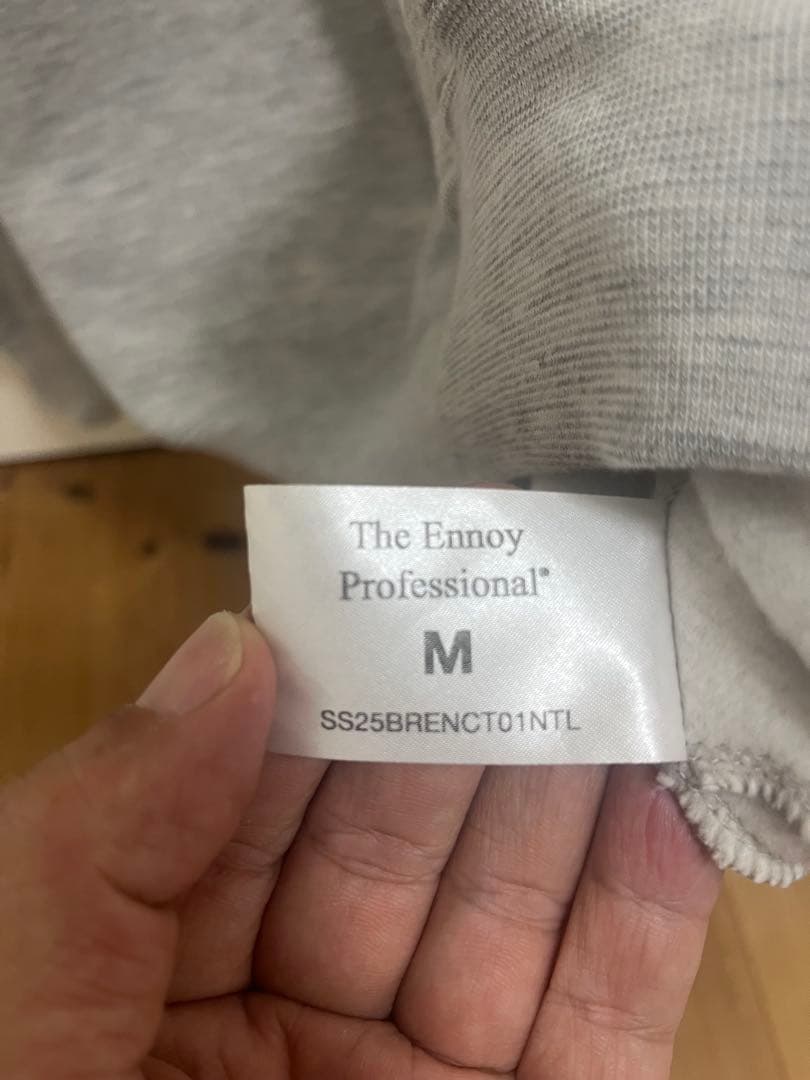 The Ennoy
Professional®
M
SS25BRENCT01NTL